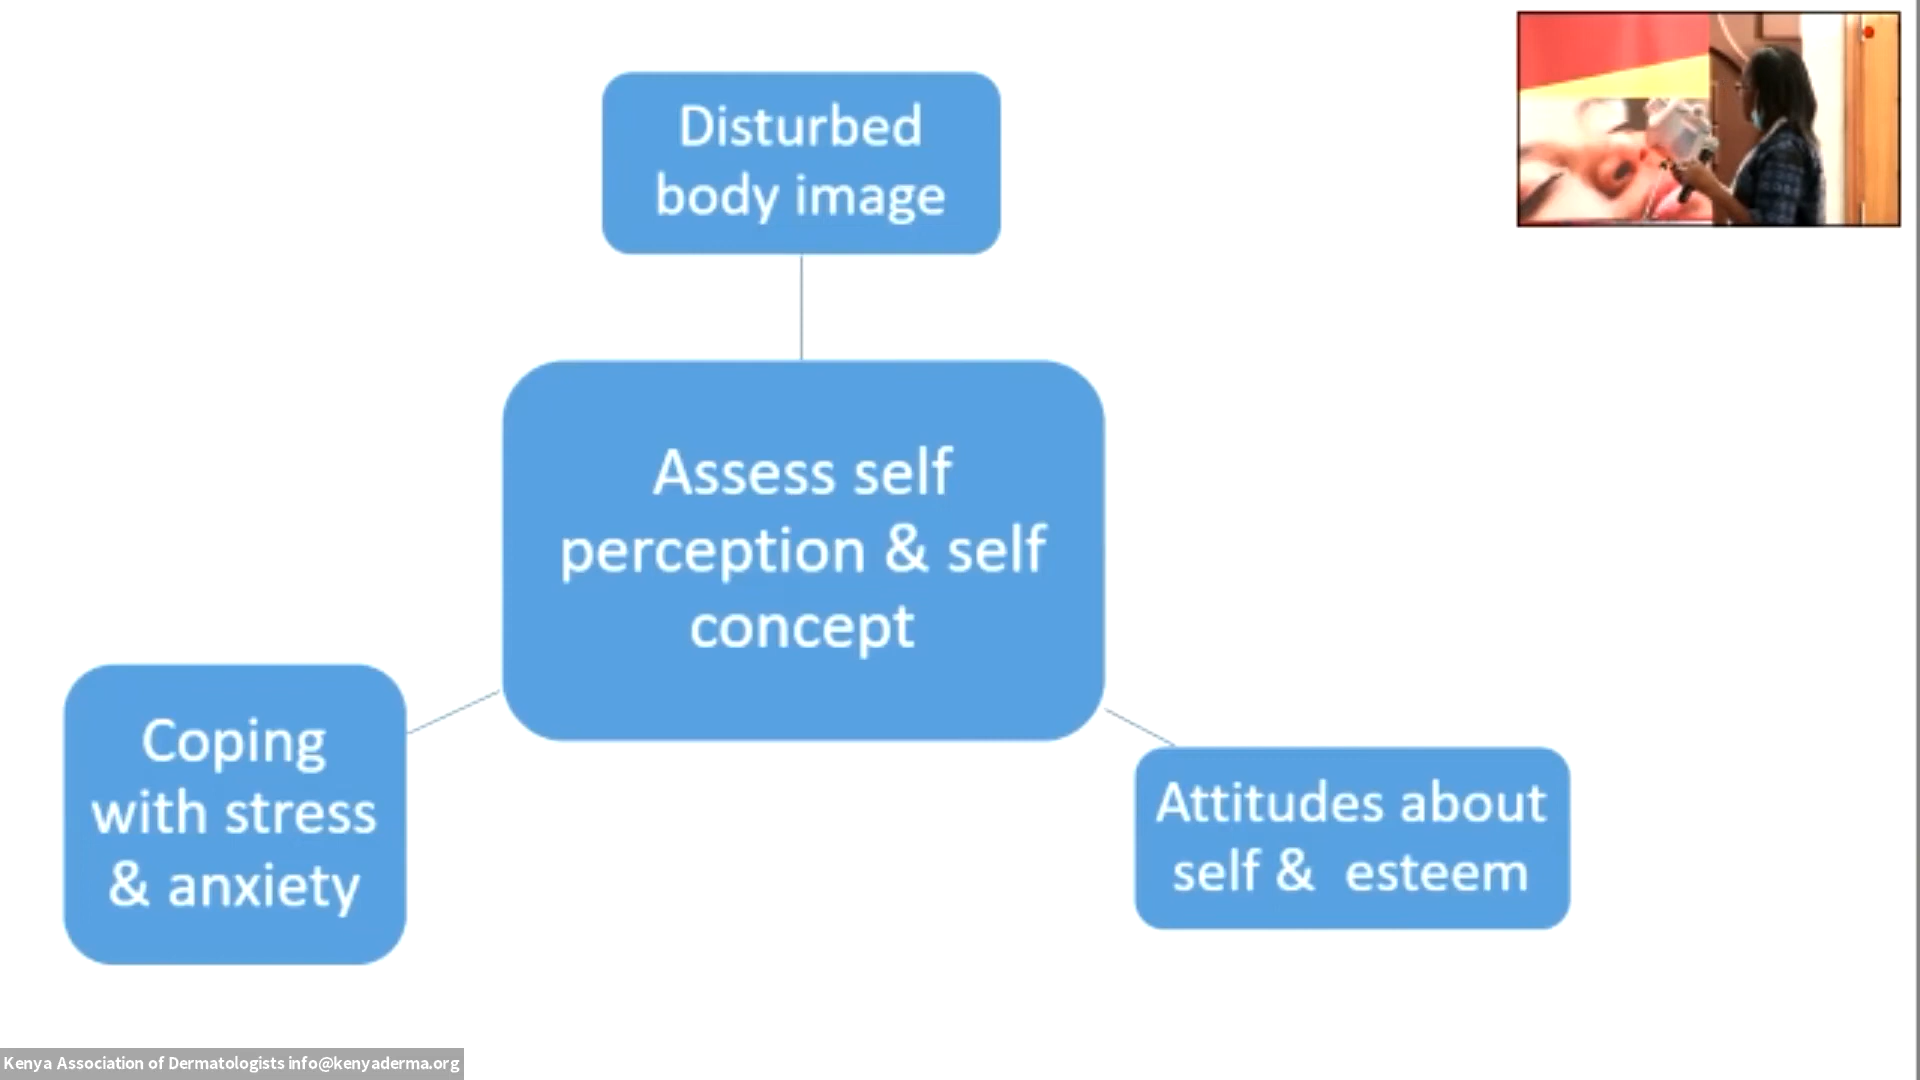 Disturbed
body image
Assess self
perception & self
concept
Coping
with stress
& anxiety
Attitudes about
self & esteem
Kenya Association of Dermatologists info@kenyaderma.org